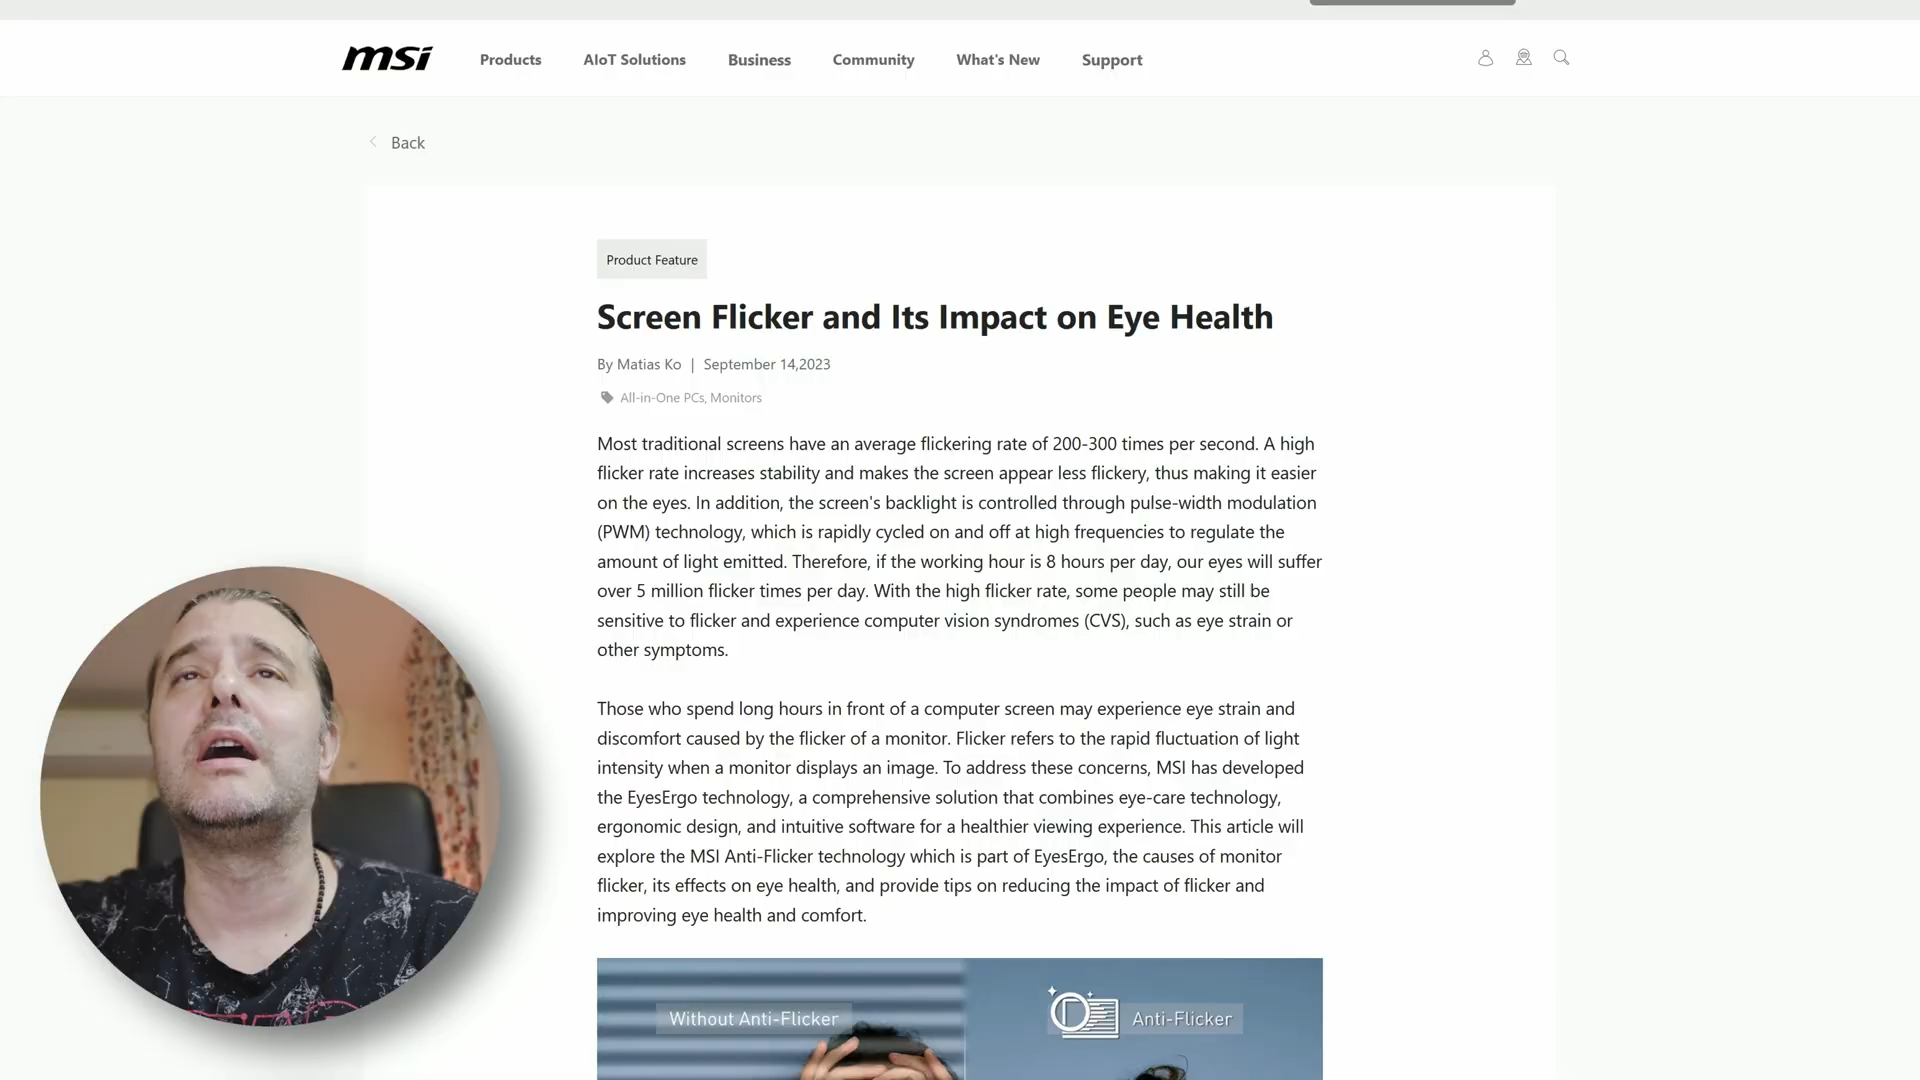 msi
Products
AIoT Solutions
Business
Community
What's New
Support
Back
Product Feature
Screen Flicker and Its Impact on Eye Health
By Matias Ko | September 14,2023
All-in-One PCs, Monitors
Most traditional screens have an average flickering rate of 200-300 times per second. A high
flicker rate increases stability and makes the screen appear less flickery, thus making it easier
on the eyes. In addition, the screen's backlight is controlled through pulse-width modulation
(PWM) technology, which is rapidly cycled on and off at high frequencies to regulate the
amount of light emitted. Therefore, if the working hour is 8 hours per day, our eyes will suffer
over 5 million flicker times per day. With the high flicker rate, some people may still be
sensitive to flicker and experience computer vision syndromes (CVS), such as eye strain or
other symptoms.
Those who spend long hours in front of a computer screen may experience eye strain and
discomfort caused by the flicker of a monitor. Flicker refers to the rapid fluctuation of light
intensity when a monitor displays an image. To address these concerns, MSI has developed
the EyesErgo technology, a comprehensive solution that combines eye-care technology,
ergonomic design, and intuitive software for a healthier viewing experience. This article will
explore the MSI Anti-Flicker technology which is part of EyesErgo, the causes of monitor
flicker, its effects on eye health, and provide tips on reducing the impact of flicker and
improving eye health and comfort.
Without Anti-Flicker
Anti-Flicker